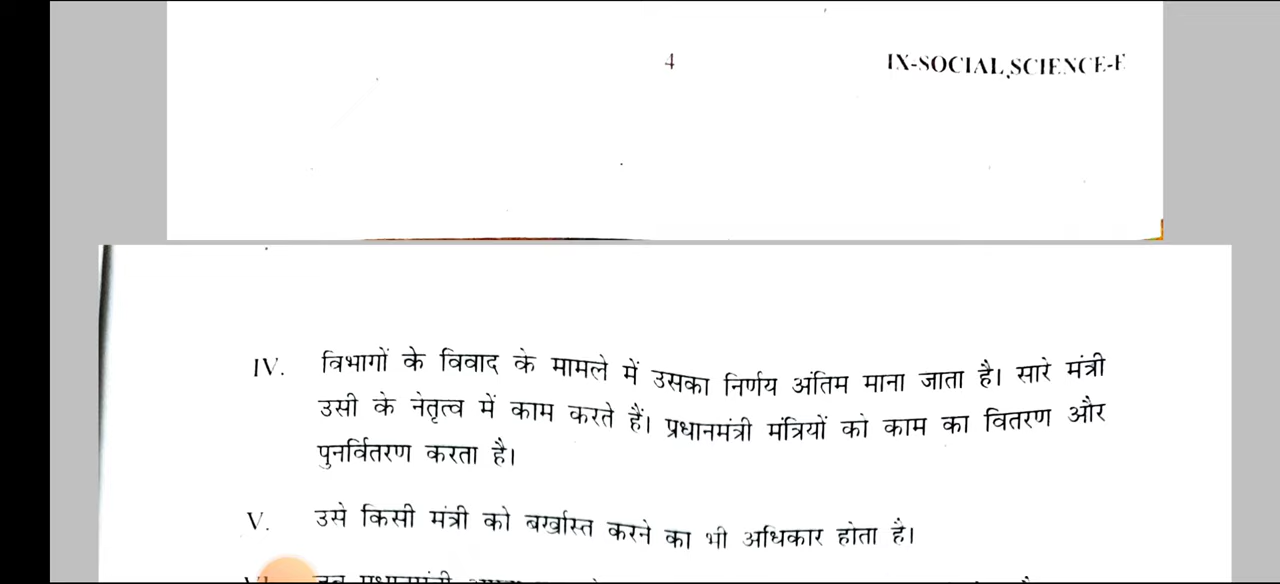 4
IX-SOCIAL SCIENCE-E
IV. विभागों के विवाद के मामले में उसका निर्णय अंतिम माना जाता है। सारे मंत्री
उसी के नेतृत्व में काम करते हैं। प्रधानमंत्री मंत्रियों को काम का वितरण और
पुनर्वितरण करता है।
V. उसे किसी मंत्री को बर्खास्त करने का भी अधिकार होता है।